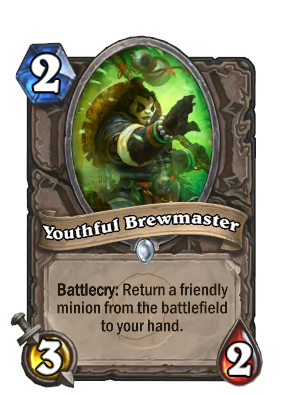 2
Youthful Brewmaster
Battlecry: Return a friendly
minion from the battlefield
to your hand.
3
2